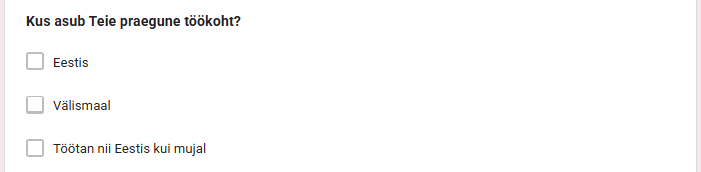 Kus asub Teie praegune töökoht?
Eestis
Välismaal
Töötan nii Eestis kui mujal